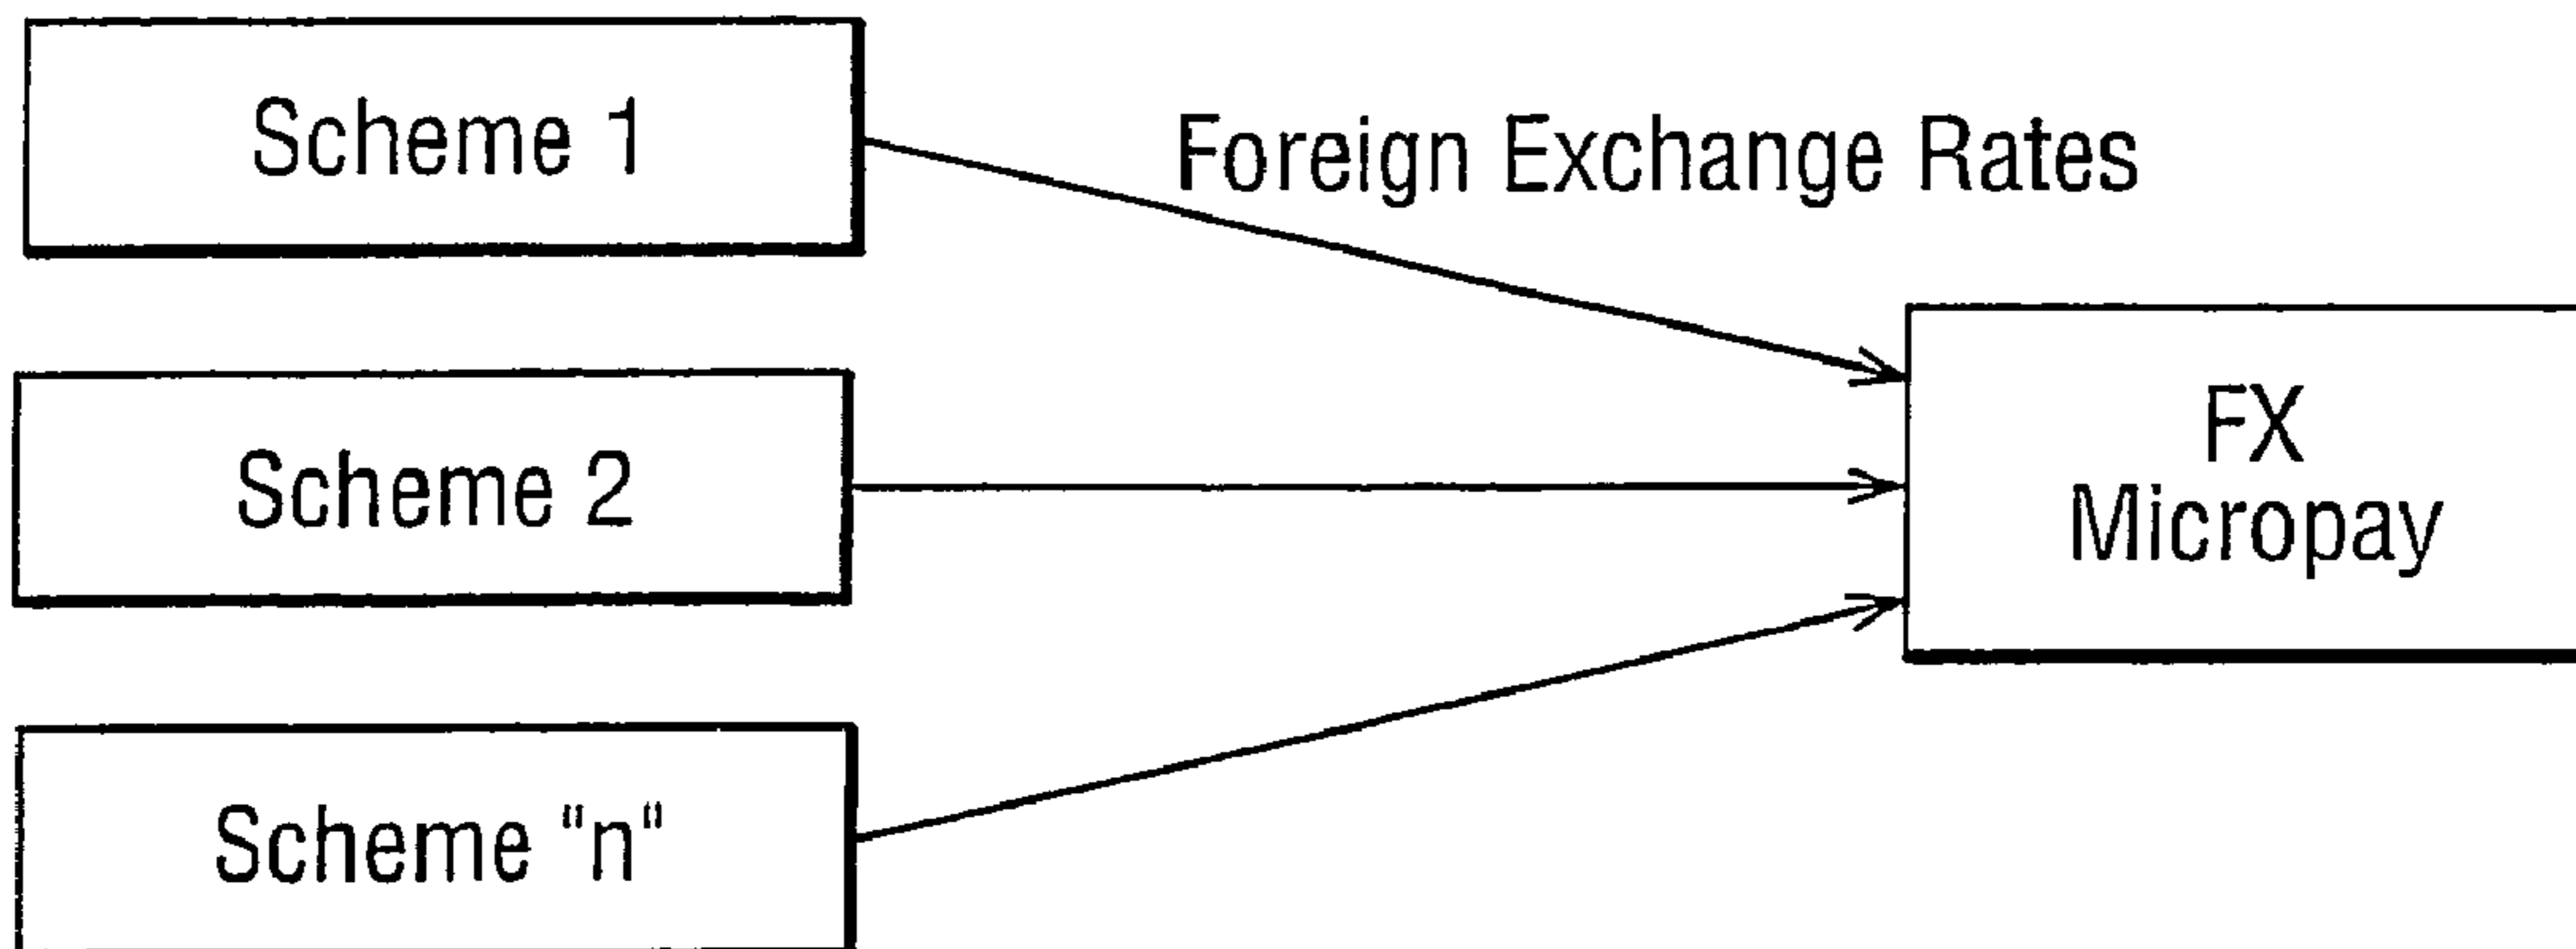 Scheme 1
Foreign Exchange Rates
Scheme 2
FX
Micropay
Scheme "n"